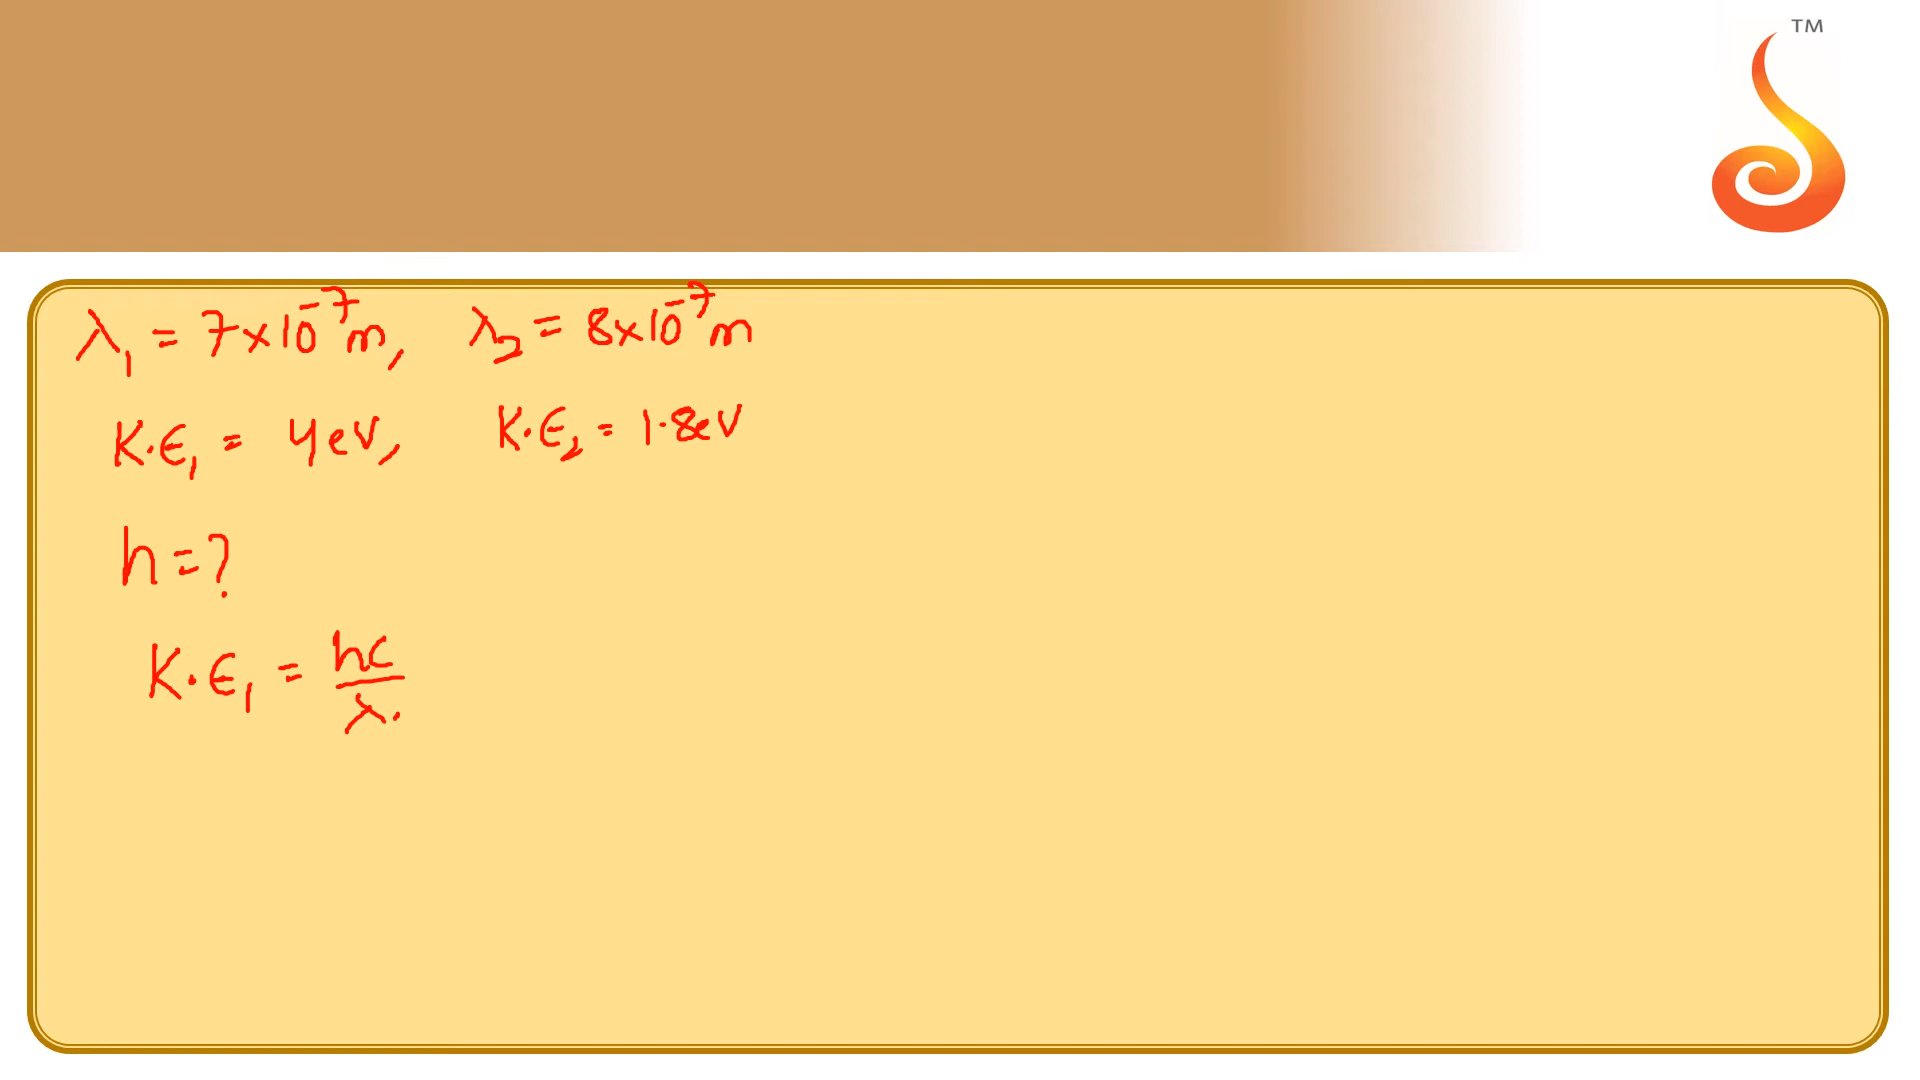 TM
λ₁ = 7×10⁻⁷m, λ₂ = 8×10⁻⁷m
K.E₁ = 4eV, K.E₂ = 1.8eV
h=?
K.E₁ = hc/λ.